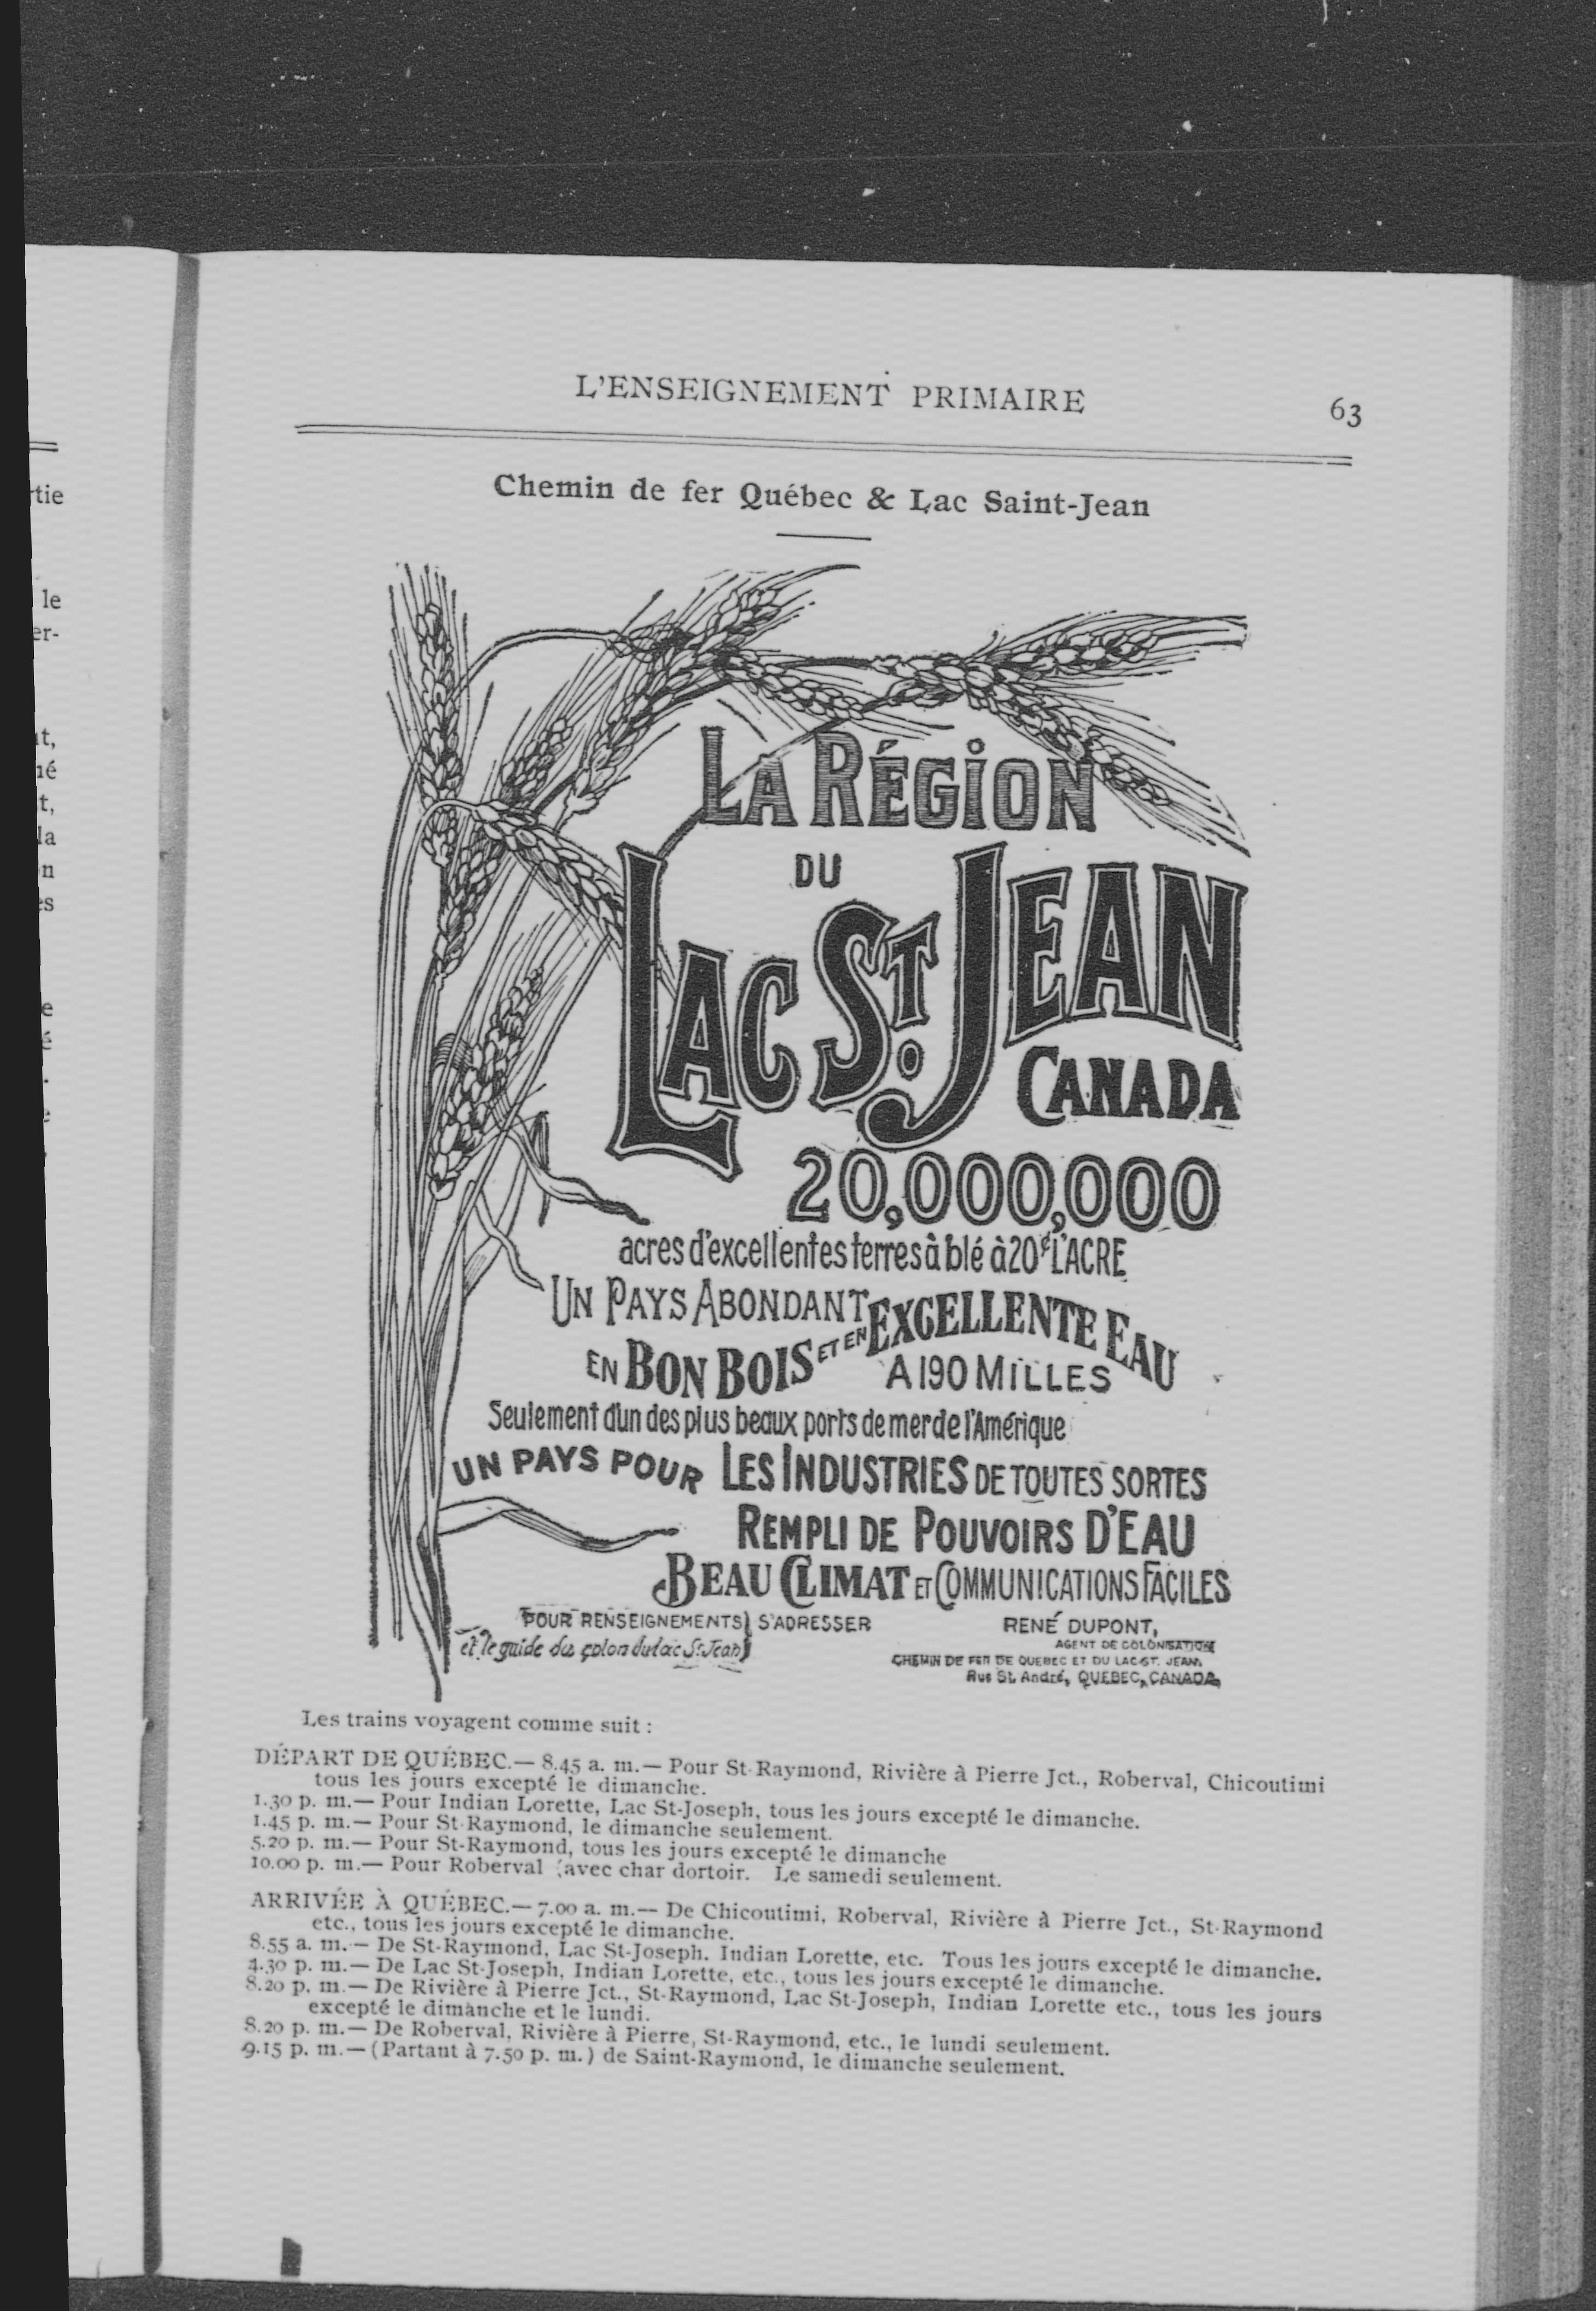 L'ENSEIGNEMENT PRIMAIRE 63
Chemin de fer Québec & Lac Saint-Jean
LA RÉGION
DU
LAC ST. JEAN
CANADA
20,000,000
acres d'excellentes terres à blé à 20¢ L'ACRE
UN PAYS ABONDANT
EN BON BOIS ET EN EXCELLENTE EAU
A 190 MILLES
Seulement d'un des plus beaux ports de mer de l'Amérique
UN PAYS POUR LES INDUSTRIES DE TOUTES SORTES
REMPLI DE POUVOIRS D'EAU
BEAU CLIMAT ET COMMUNICATIONS FACILES
POUR RENSEIGNEMENTS } S'ADRESSER
et le guide du colon du lac St. Jean
RENÉ DUPONT,
AGENT DE COLONISATION
CHEMIN DE FER DE QUEBEC ET DU LAC ST. JEAN.
Rue St. André, QUEBEC, CANADA.
Les trains voyagent comme suit :
DÉPART DE QUÉBEC.— 8.45 a. m.— Pour St-Raymond, Rivière à Pierre Jct., Roberval, Chicoutimi
tous les jours excepté le dimanche.
1.30 p. m.— Pour Indian Lorette, Lac St-Joseph, tous les jours excepté le dimanche.
1.45 p. m.— Pour St-Raymond, le dimanche seulement.
5.20 p. m.— Pour St-Raymond, tous les jours excepté le dimanche
10.00 p. m.— Pour Roberval (avec char dortoir. Le samedi seulement.
ARRIVÉE À QUÉBEC.— 7.00 a. m.— De Chicoutimi, Roberval, Rivière à Pierre Jct., St-Raymond
etc., tous les jours excepté le dimanche.
8.55 a. m.— De St-Raymond, Lac St-Joseph. Indian Lorette, etc. Tous les jours excepté le dimanche.
4.30 p. m.— De Lac St-Joseph, Indian Lorette, etc., tous les jours excepté le dimanche.
8.20 p. m.— De Rivière à Pierre Jct., St-Raymond, Lac St-Joseph, Indian Lorette etc., tous les jours
excepté le dimanche et le lundi.
8.20 p. m.— De Roberval, Rivière à Pierre, St-Raymond, etc., le lundi seulement.
9.15 p. m.— (Partant à 7.50 p. m.) de Saint-Raymond, le dimanche seulement.